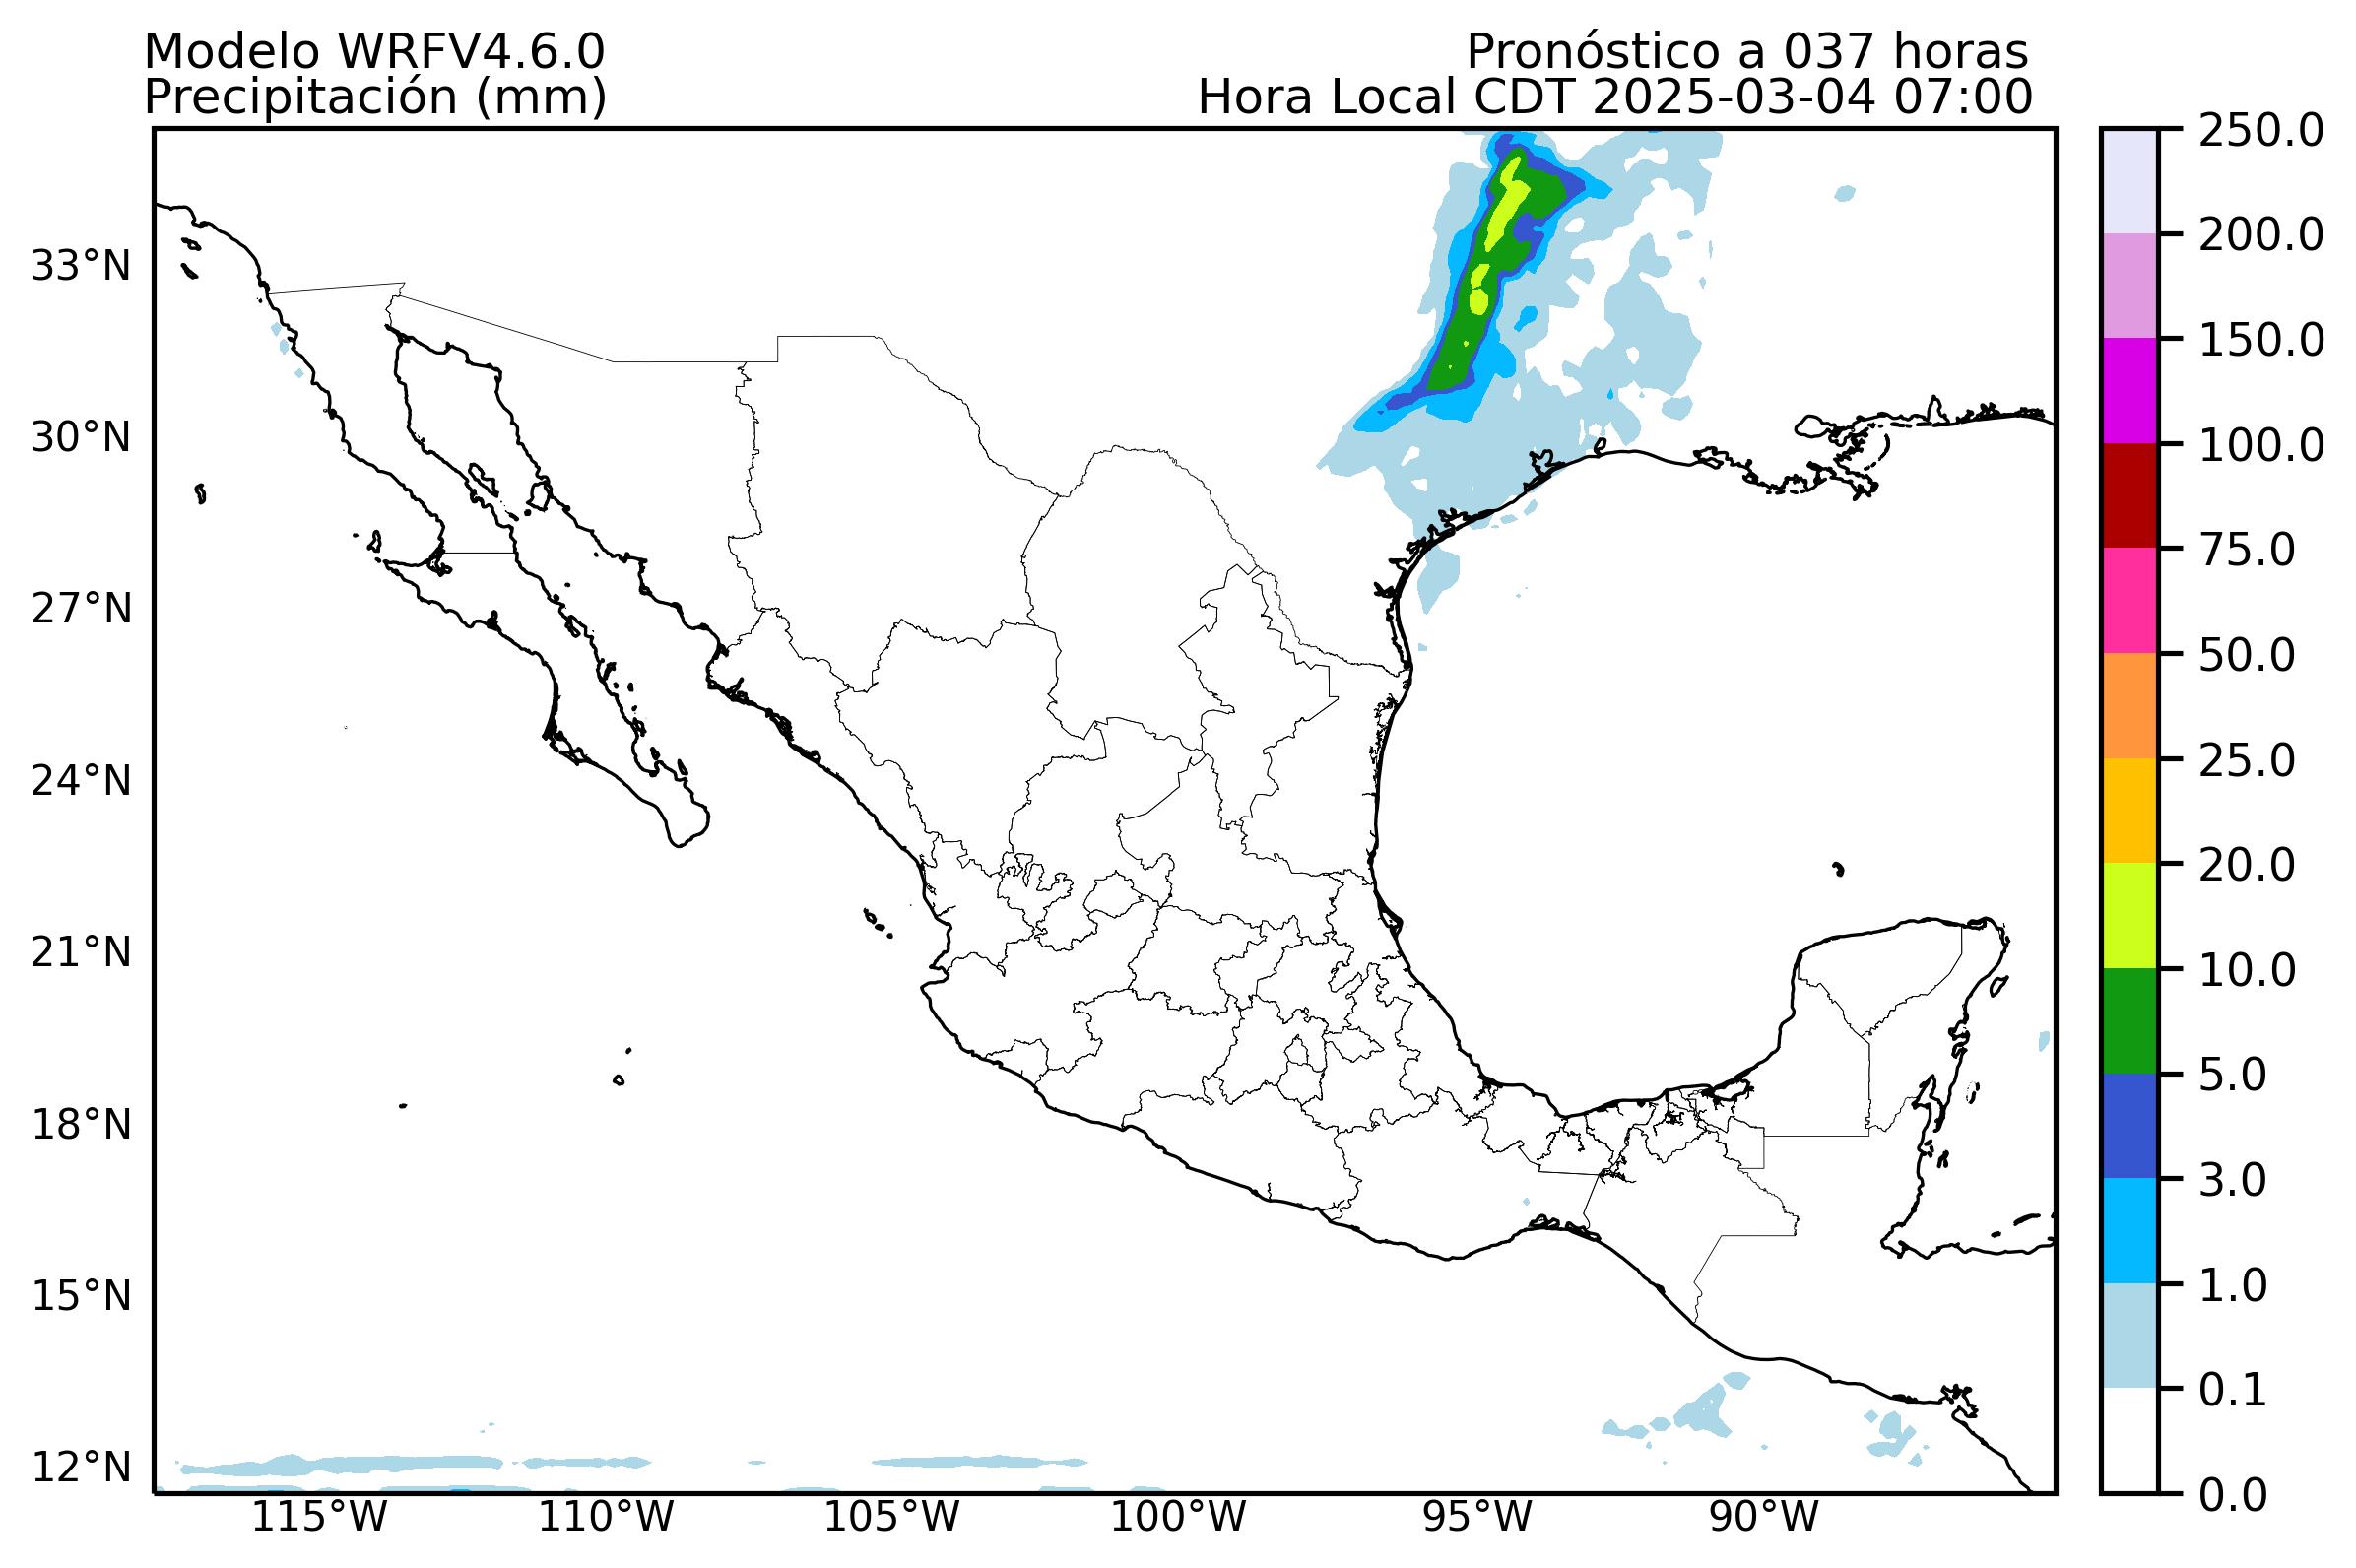 Modelo WRFV4.6.0
Precipitación (mm)
Pronóstico a 037 horas
Hora Local CDT 2025-03-04 07:00
33°N
30°N
27°N
24°N
21°N
18°N
15°N
12°N
115°W
110°W
105°W
100°W
95°W
90°W
250.0
200.0
150.0
100.0
75.0
50.0
25.0
20.0
10.0
5.0
3.0
1.0
0.1
0.0